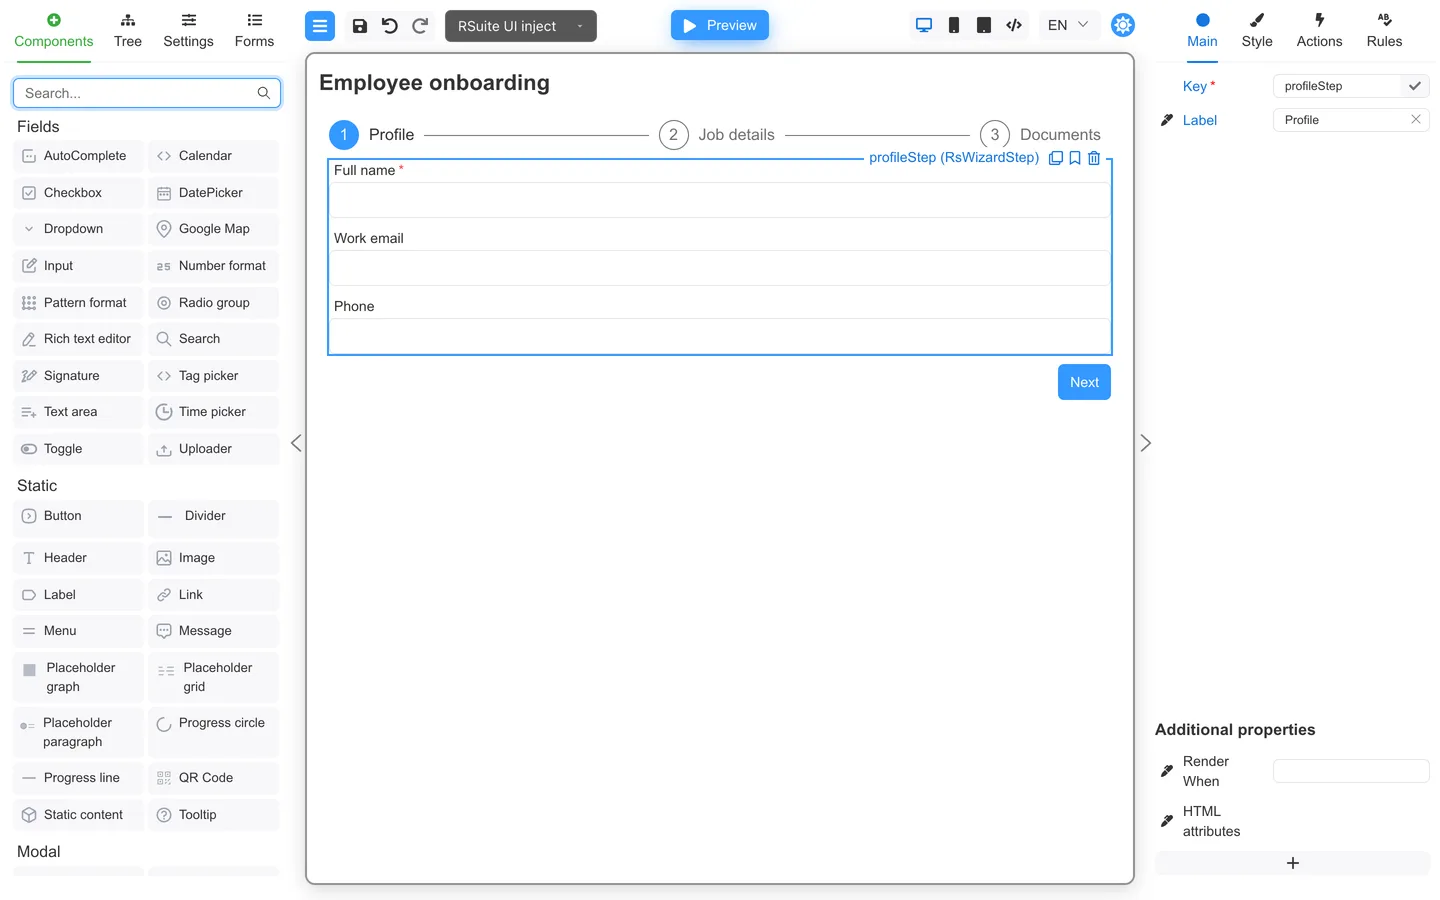 Components
Tree
Settings
Forms
RSuite UI inject
Preview
EN
Main
Style
Actions
Rules
Search...
Fields
AutoComplete
Calendar
Checkbox
DatePicker
Dropdown
Google Map
Input
Number format
Pattern format
Radio group
Rich text editor
Search
Signature
Tag picker
Text area
Time picker
Toggle
Uploader
Static
Button
Divider
Header
Image
Label
Link
Menu
Message
Placeholder
graph
Placeholder
grid
Placeholder
paragraph
Progress circle
Progress line
QR Code
Static content
Tooltip
Modal
Employee onboarding
1 Profile
2 Job details
3 Documents
profileStep (RsWizardStep)
Full name *
Work email
Phone
Next
Key *
profileStep
Label
Profile
Additional properties
Render
When
HTML
attributes